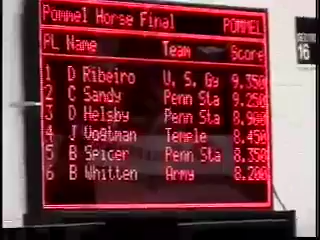 Pommel Horse Final POMMEL
PL Name Team Score
1 D Ribeiro U. S. Gy 9.350
2 C Sandy Penn Sta 9.250
3 D Helsby Penn Sta 8.900
4 J Vogtman Temple 8.450
5 B Spicer Penn Sta 8.350
6 B Whitten Army 8.200
16